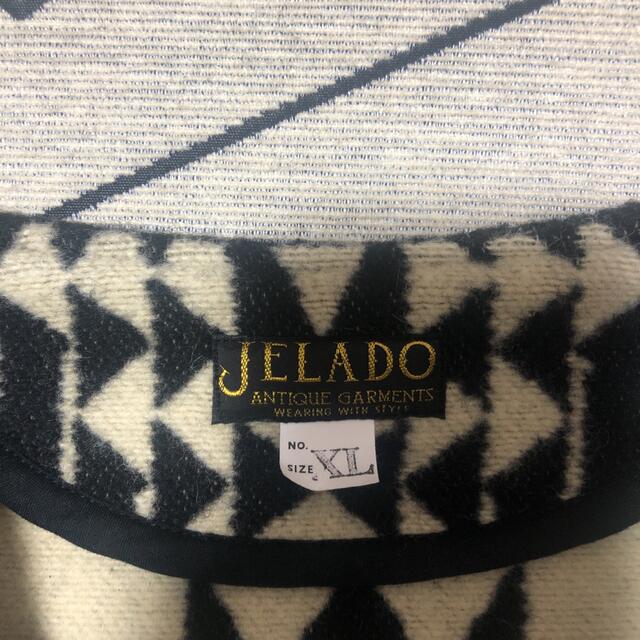 JELADO
ANTIQUE GARMENTS
WEARING WITH STYLE
NO.
SIZE XL